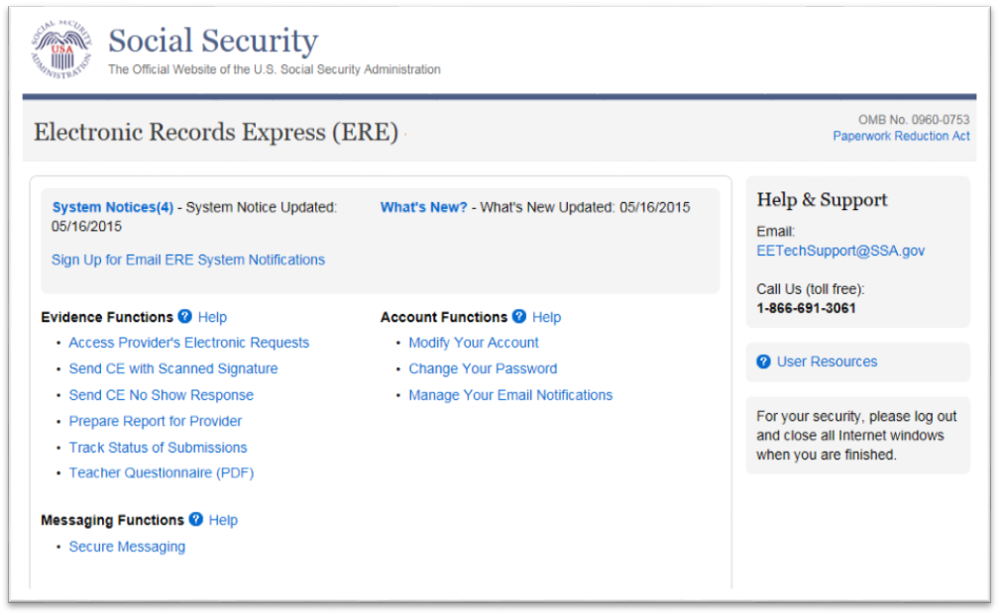 SOCIAL SECURITY ADMINISTRATION
USA
Social Security
The Official Website of the U.S. Social Security Administration
Electronic Records Express (ERE)
OMB No. 0960-0753
Paperwork Reduction Act
System Notices(4) - System Notice Updated:
05/16/2015
What's New? - What's New Updated: 05/16/2015
Sign Up for Email ERE System Notifications
Evidence Functions ? Help
• Access Provider's Electronic Requests
• Send CE with Scanned Signature
• Send CE No Show Response
• Prepare Report for Provider
• Track Status of Submissions
• Teacher Questionnaire (PDF)
Messaging Functions ? Help
• Secure Messaging
Account Functions ? Help
• Modify Your Account
• Change Your Password
• Manage Your Email Notifications
Help & Support
Email:
EETechSupport@SSA.gov
Call Us (toll free):
1-866-691-3061
? User Resources
For your security, please log out
and close all Internet windows
when you are finished.